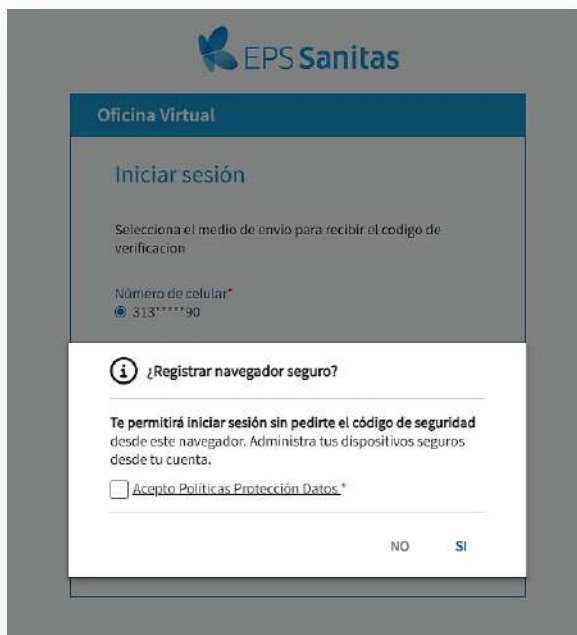 EPS Sanitas
Oficina Virtual
Iniciar sesión
Selecciona el medio de envio para recibir el codigo de
verificacion
Número de celular*
313*****90
¿Registrar navegador seguro?
Te permitirá iniciar sesión sin pedirte el código de seguridad
desde este navegador. Administra tus dispositivos seguros
desde tu cuenta.
Acepto Políticas Protección Datos *
NO SI